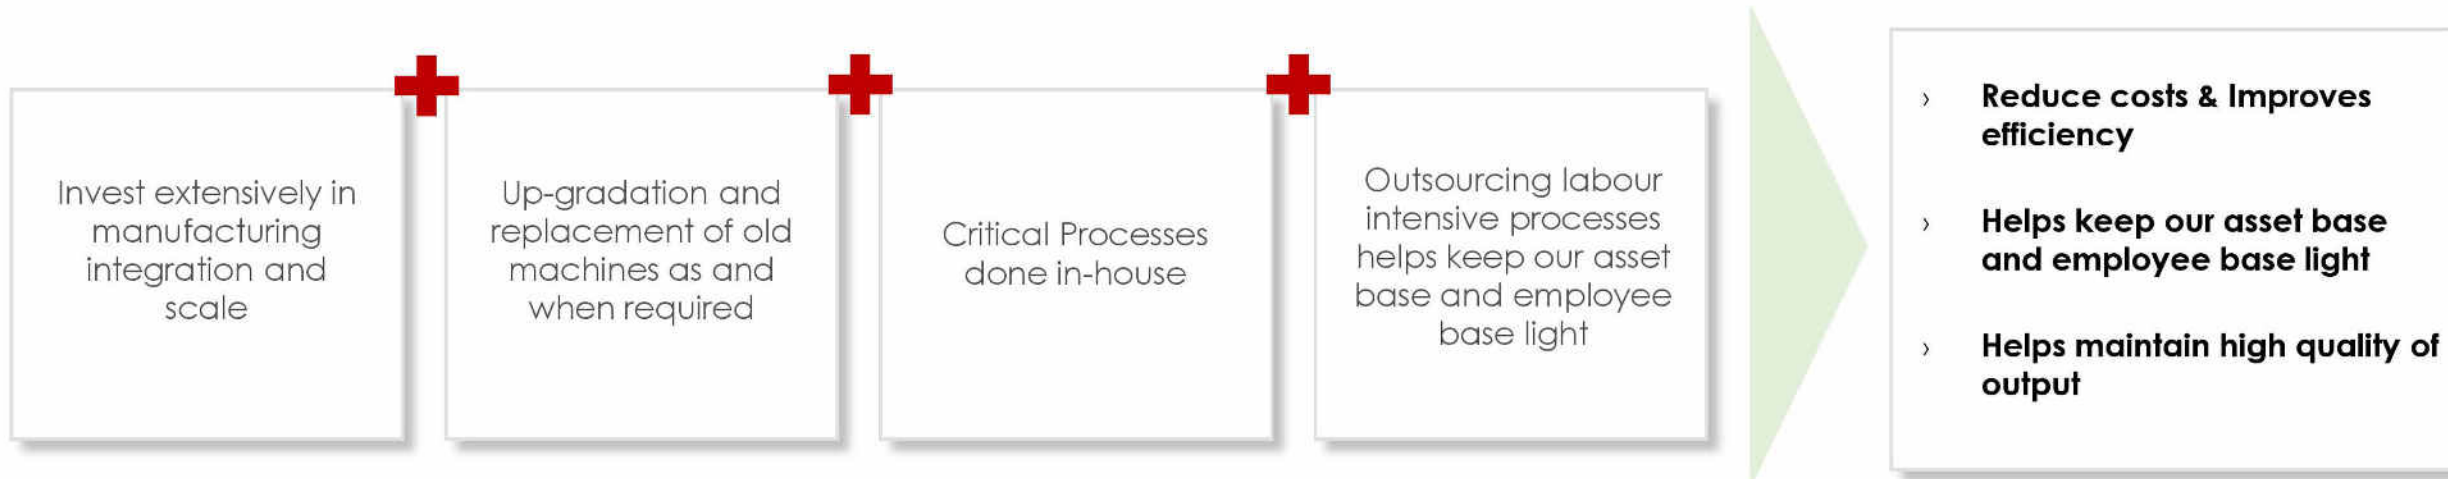 Invest extensively in
manufacturing
integration and
scale
Up-gradation and
replacement of old
machines as and
when required
Critical Processes
done in-house
Outsourcing labour
intensive processes
helps keep our asset
base and employee
base light
› Reduce costs & Improves
efficiency
› Helps keep our asset base
and employee base light
› Helps maintain high quality of
output